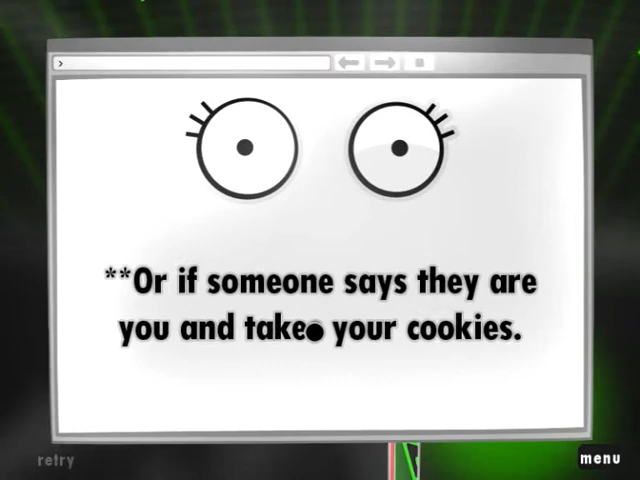 >
**Or if someone says they are
you and take your cookies.
retry
menu